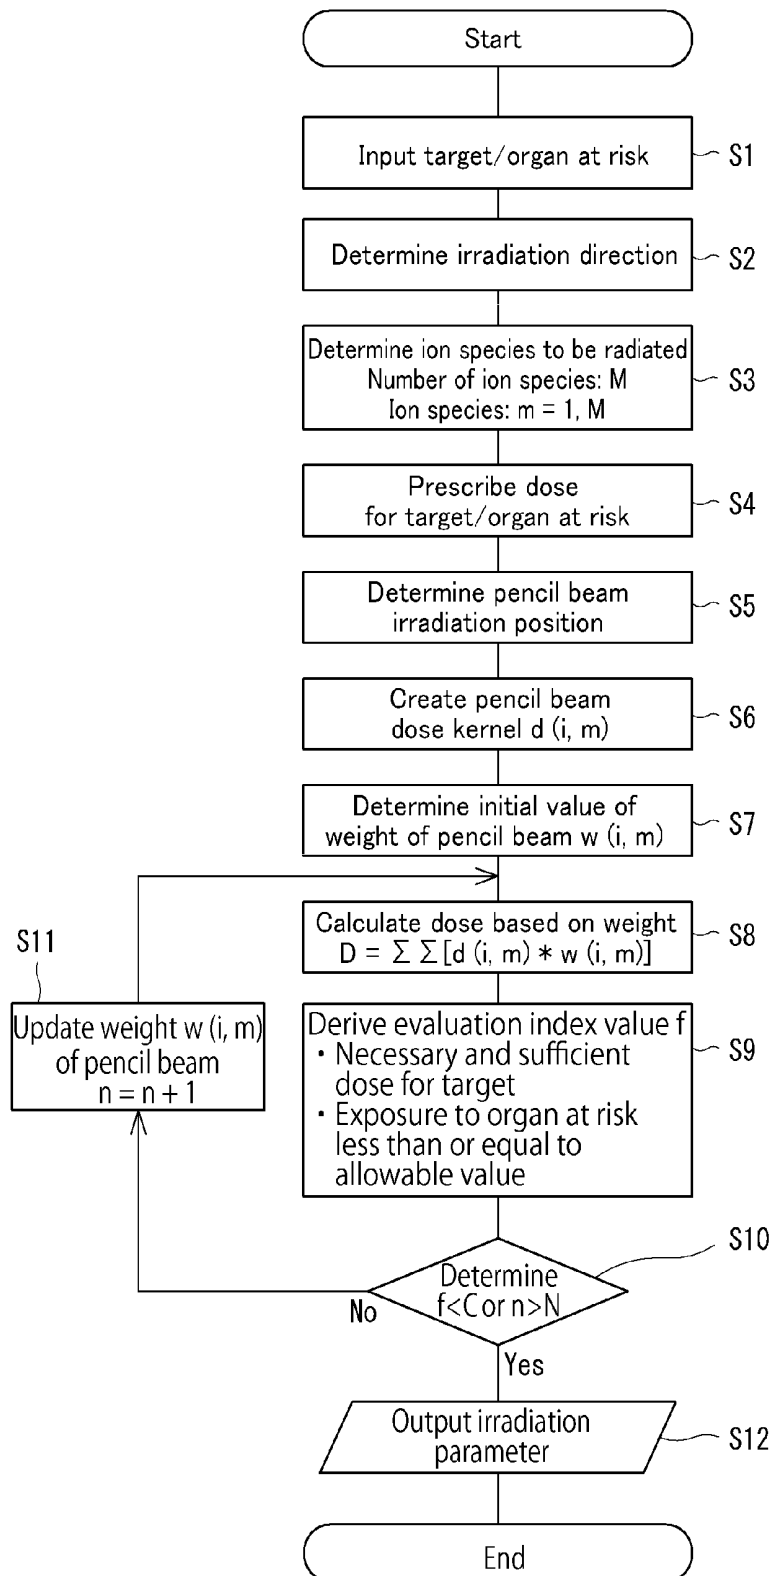 Start
Input target/organ at risk
S1
Determine irradiation direction
S2
Determine ion species to be radiated
Number of ion species: M
Ion species: m = 1, M
S3
Prescribe dose
for target/organ at risk
S4
Determine pencil beam
irradiation position
S5
Create pencil beam
dose kernel d (i, m)
S6
Determine initial value of
weight of pencil beam w (i, m)
S7
Calculate dose based on weight
D = Σ Σ [d (i, m) * w (i, m)]
S8
S11
Update weight w (i, m)
of pencil beam
n = n + 1
Derive evaluation index value f
・Necessary and sufficient
dose for target
・Exposure to organ at risk
less than or equal to
allowable value
S9
Determine
f<C or n>N
S10
No
Yes
Output irradiation
parameter
S12
End